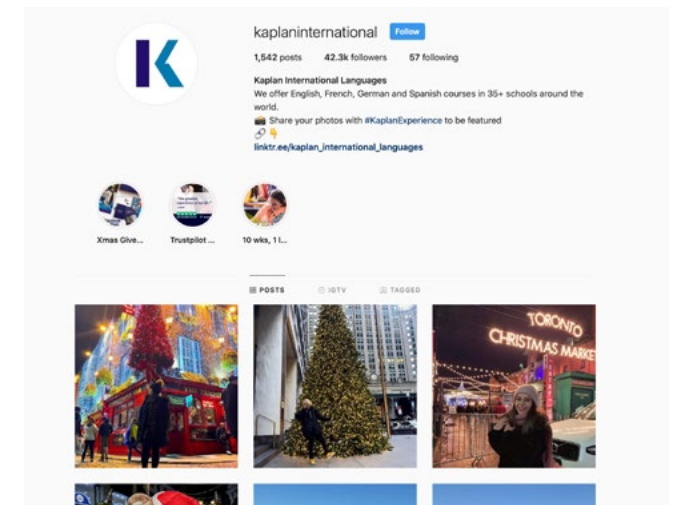 kaplaninternational Follow
1,542 posts 42.3k followers 57 following
Kaplan International Languages
We offer English, French, German and Spanish courses in 35+ schools around the
world.
📸 Share your photos with #KaplanExperience to be featured
🔗👇
linktr.ee/kaplan_international_languages
Xmas Give... Trustpilot ... 10 wks, 1 l...
POSTS IGTV TAGGED
TORONTO
CHRISTMAS MARKE